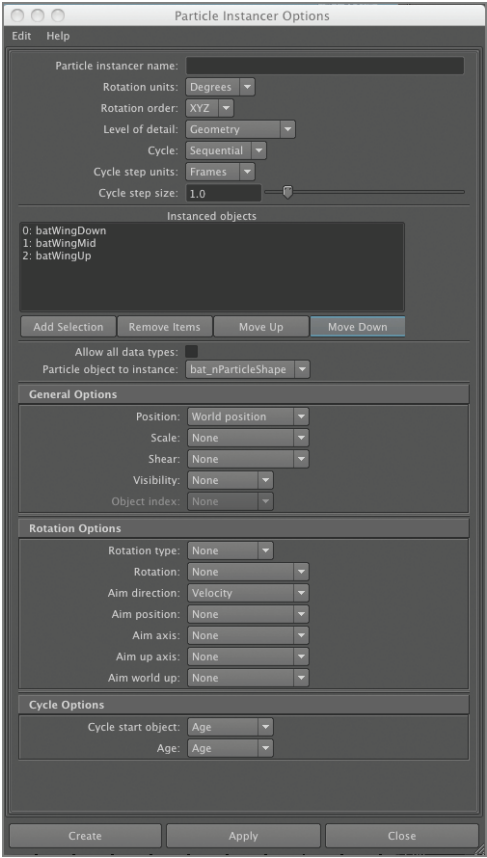 Particle Instancer Options
Edit Help
Particle instancer name:
Rotation units: Degrees
Rotation order: XYZ
Level of detail: Geometry
Cycle: Sequential
Cycle step units: Frames
Cycle step size: 1.0
Instanced objects
0: batWingDown
1: batWingMid
2: batWingUp
Add Selection Remove Items Move Up Move Down
Allow all data types:
Particle object to instance: bat_nParticleShape
General Options
Position: World position
Scale: None
Shear: None
Visibility: None
Object index: None
Rotation Options
Rotation type: None
Rotation: None
Aim direction: Velocity
Aim position: None
Aim axis: None
Aim up axis: None
Aim world up: None
Cycle Options
Cycle start object: Age
Age: Age
Create Apply Close